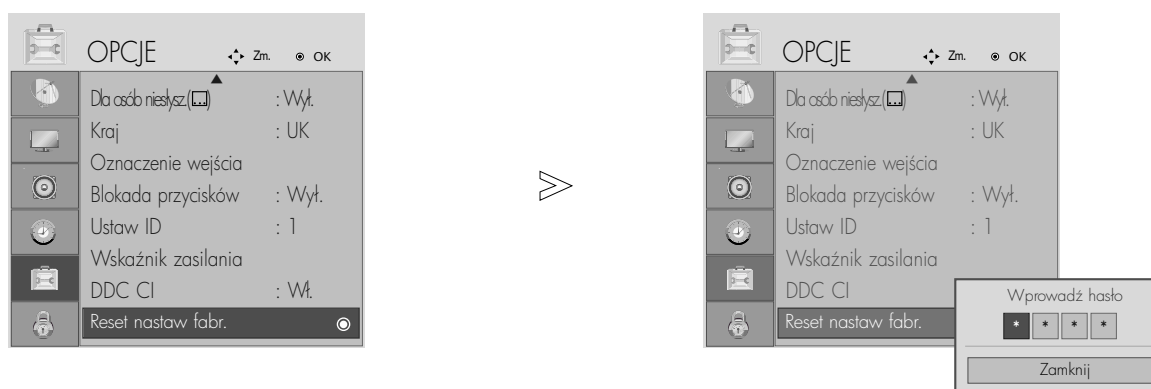 OPCJE Zm. OK
Dla osób niesłysz.( ) : Wył.
Kraj : UK
Oznaczenie wejścia
Blokada przycisków : Wył.
Ustaw ID : 1
Wskaźnik zasilania
DDC CI : Wł.
Reset nastaw fabr.
OPCJE Zm. OK
Dla osób niesłysz.( ) : Wył.
Kraj : UK
Oznaczenie wejścia
Blokada przycisków : Wył.
Ustaw ID : 1
Wskaźnik zasilania
DDC CI
Reset nastaw fabr.
Wprowadź hasło
* * * *
Zamknij